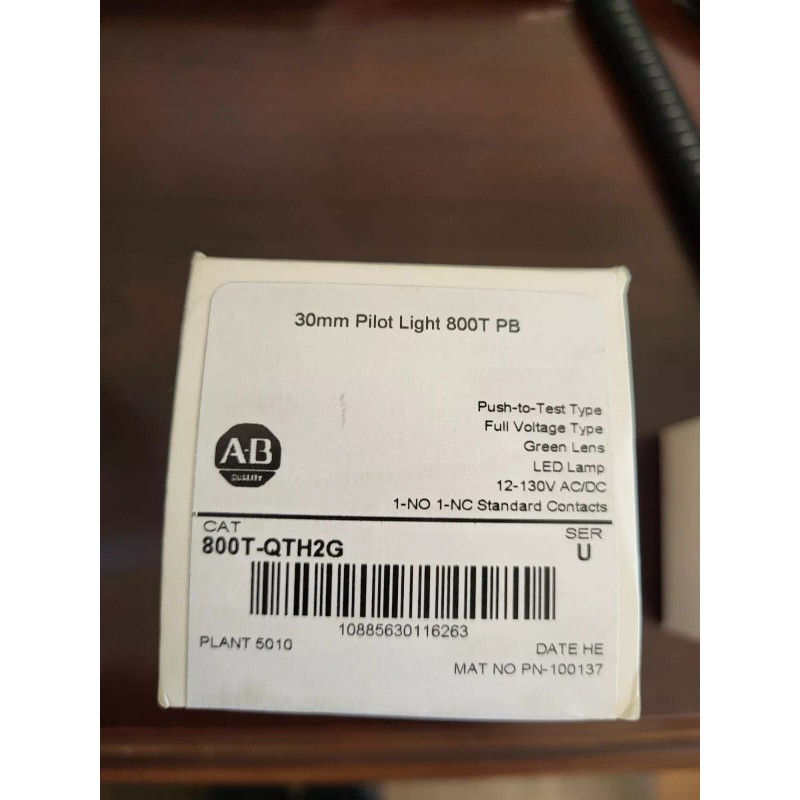 30mm Pilot Light 800T PB
Push-to-Test Type
Full Voltage Type
Green Lens
LED Lamp
12-130V AC/DC
1-NO 1-NC Standard Contacts
A-B
QUALITY
CAT
800T-QTH2G
SER
U
10885630116263
PLANT 5010
DATE HE
MAT NO PN-100137